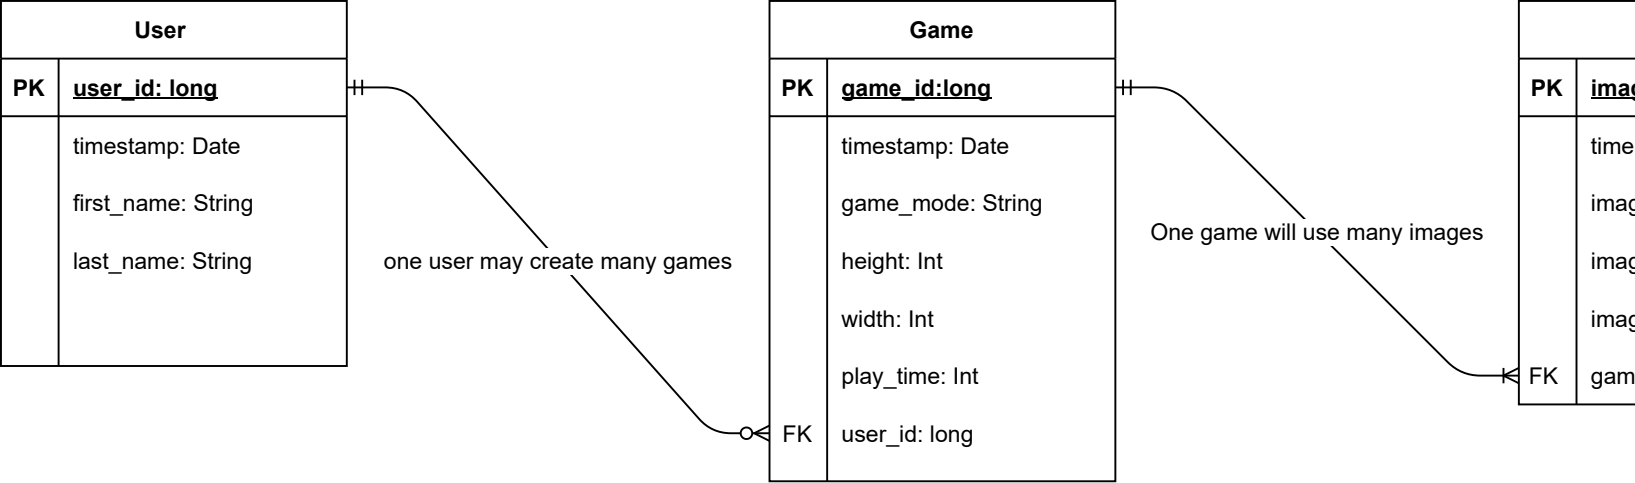 User
PK
user_id: long
timestamp: Date
first_name: String
last_name: String
one user may create many games
Game
PK
game_id:long
timestamp: Date
game_mode: String
height: Int
width: Int
play_time: Int
FK
user_id: long
One game will use many images
PK
FK